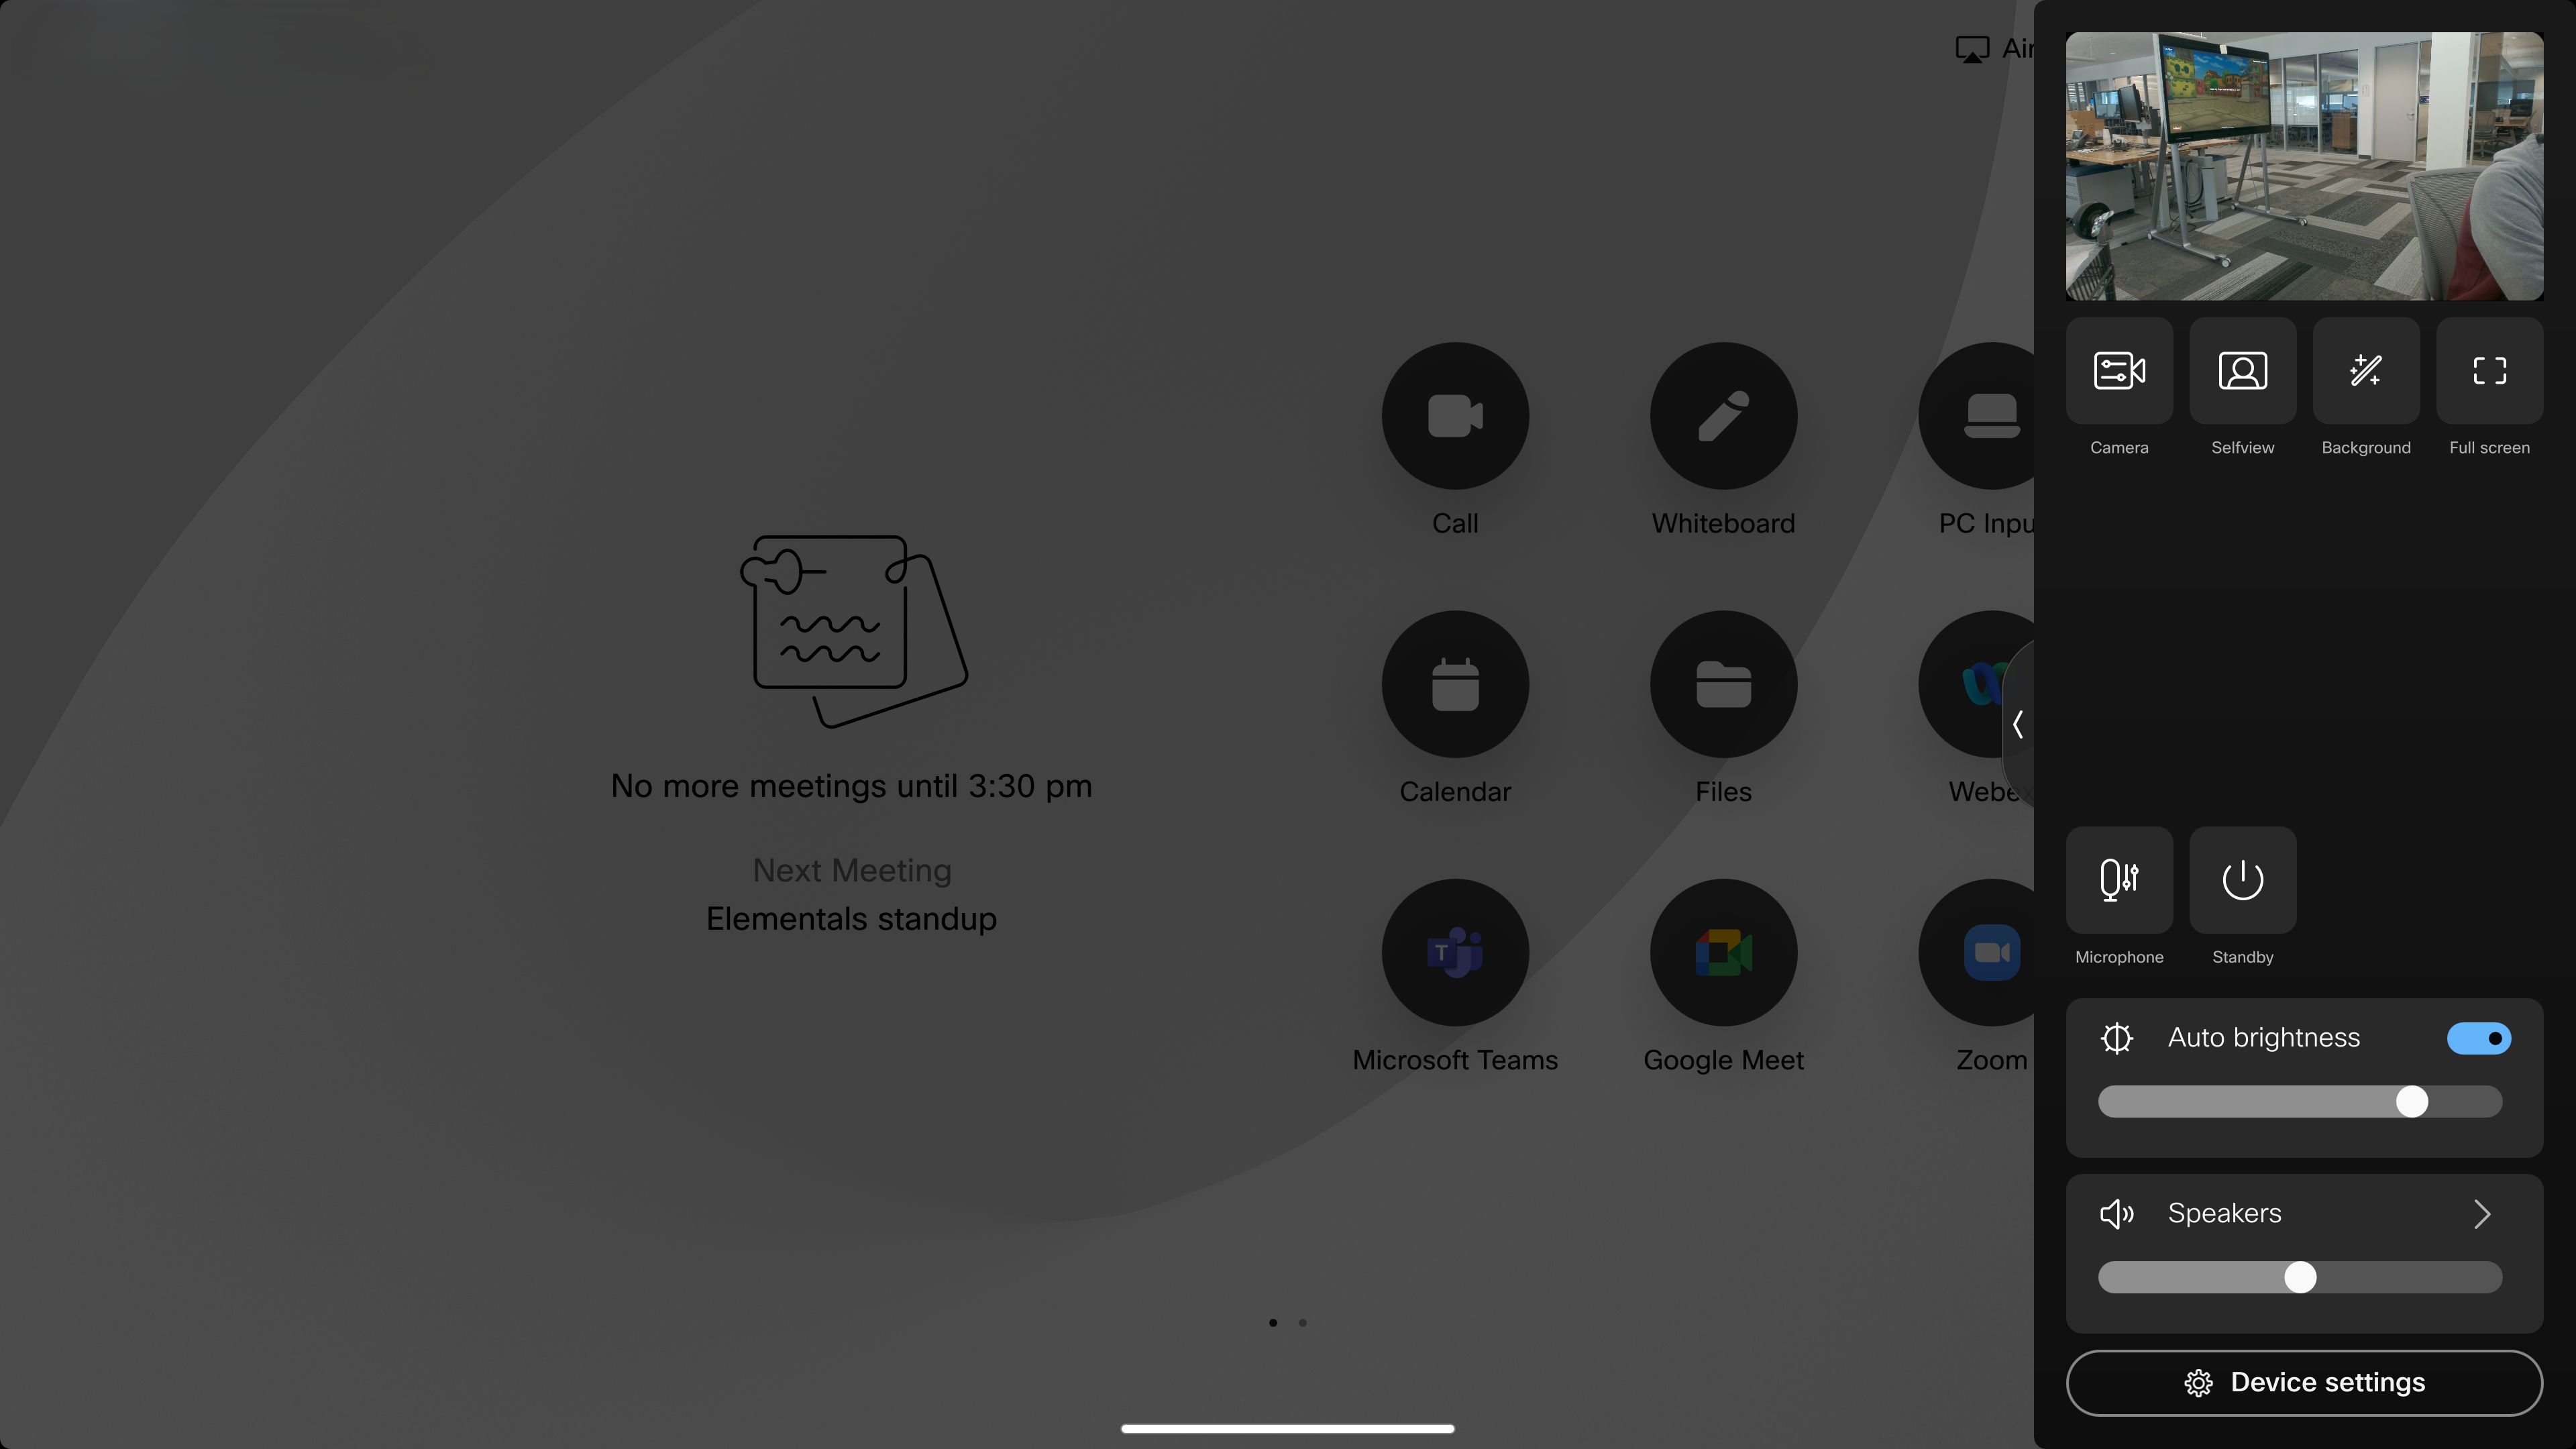 Air
Call
Whiteboard
PC Inpu
No more meetings until 3:30 pm
Next Meeting
Elementals standup
Calendar
Files
Webex
Microsoft Teams
Google Meet
Zoom
Camera
Selfview
Background
Full screen
Microphone
Standby
Auto brightness
Speakers
Device settings